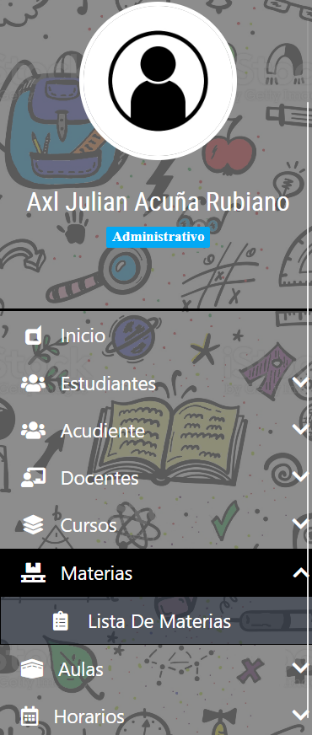 Axl Julian Acuña Rubiano
Administrativo
Inicio
Estudiantes
Acudiente
Docentes
Cursos
Materias
Lista De Materias
Aulas
Horarios